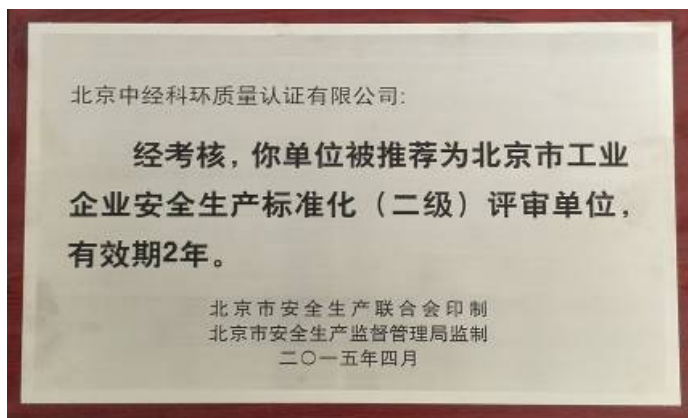 北京中经科环质量认证有限公司:
经考核，你单位被推荐为北京市工业
企业安全生产标准化（二级）评审单位，
有效期2年。
北京市安全生产联合会印制
北京市安全生产监督管理局监制
二〇一五年四月